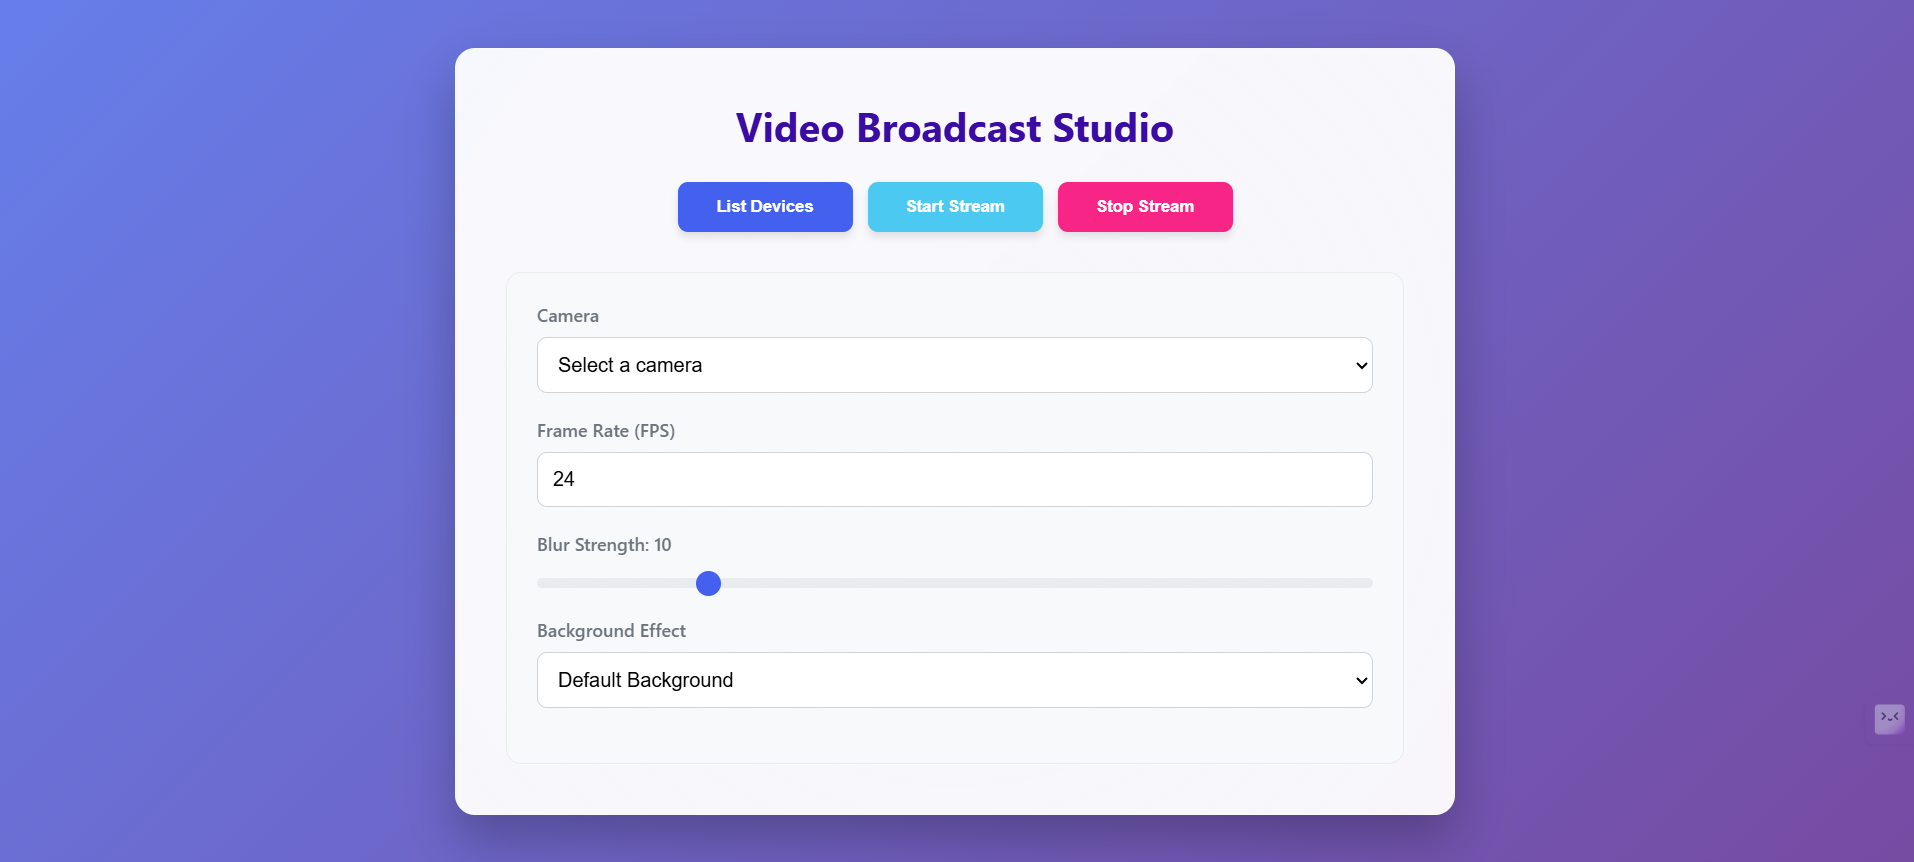 Video Broadcast Studio
List Devices Start Stream Stop Stream
Camera
Select a camera
Frame Rate (FPS)
24
Blur Strength: 10
Background Effect
Default Background